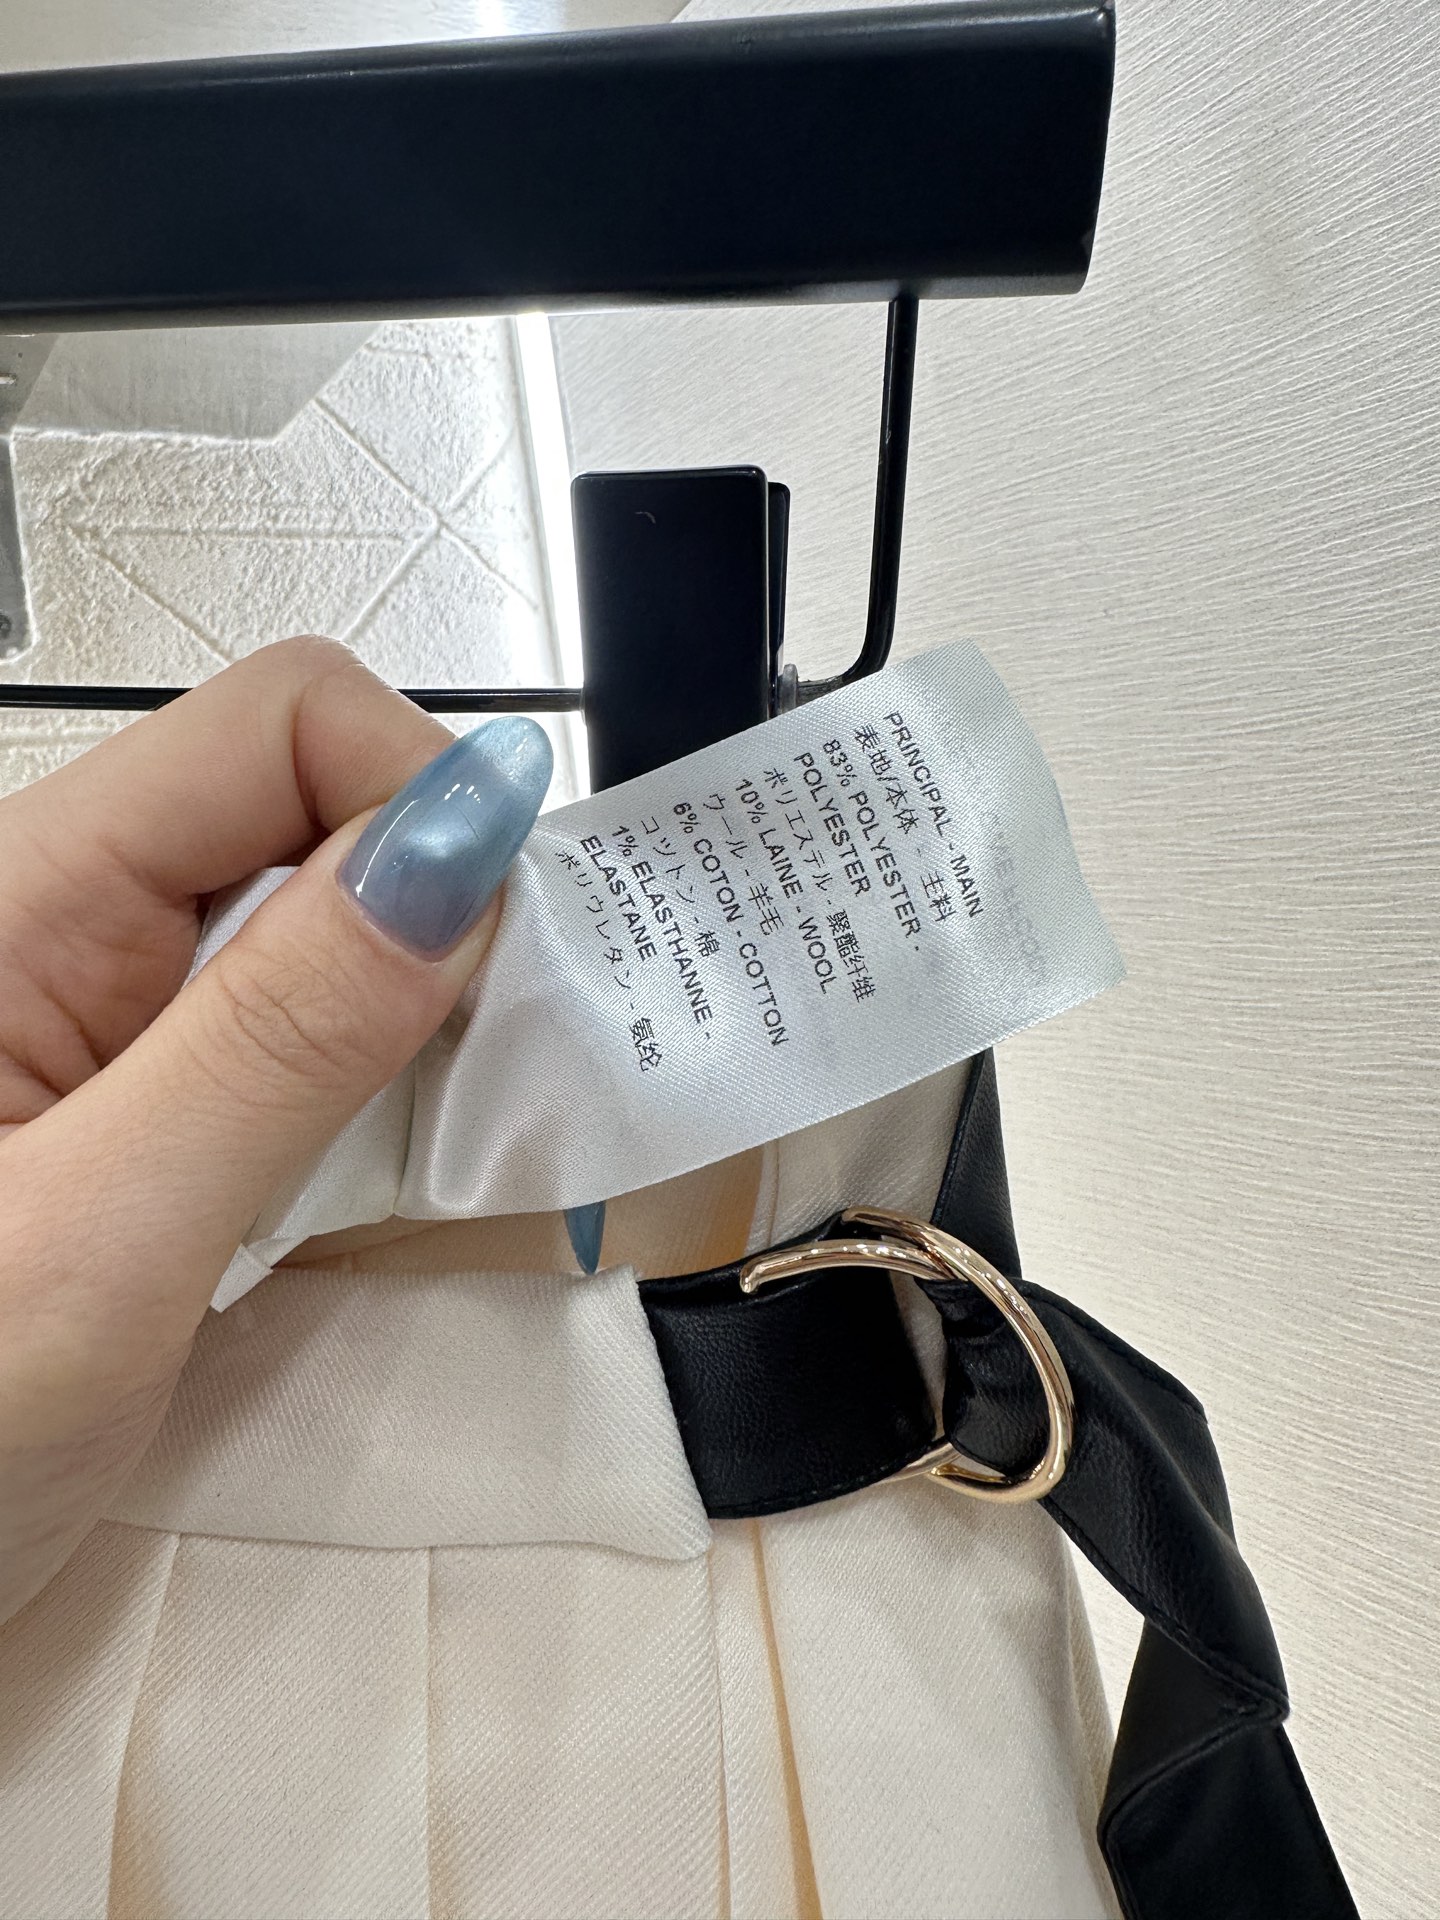 PRINCIPAL - MAIN
表地/本体 - 主料
83% POLYESTER -
POLYESTER
ポリエステル - 聚酯纤维
10% LAINE - WOOL
ウール - 羊毛
6% COTON - COTTON
コットン - 棉
1% ELASTHANNE -
ELASTANE
ポリウレタン - 氨纶